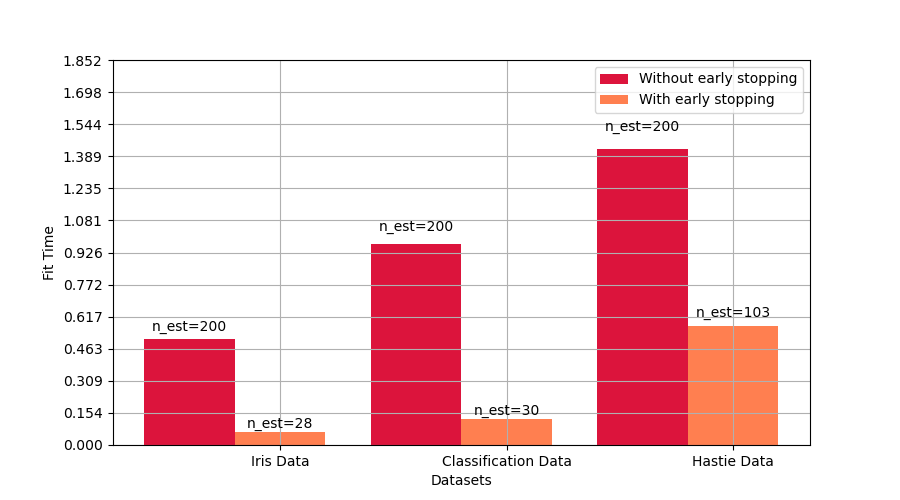 1.852
1.698
1.544
1.389
1.235
1.081
0.926
0.772
0.617
0.463
0.309
0.154
0.000
Fit Time
Without early stopping
With early stopping
n_est=200
n_est=200
n_est=200
n_est=28
n_est=30
n_est=103
Iris Data
Classification Data
Hastie Data
Datasets